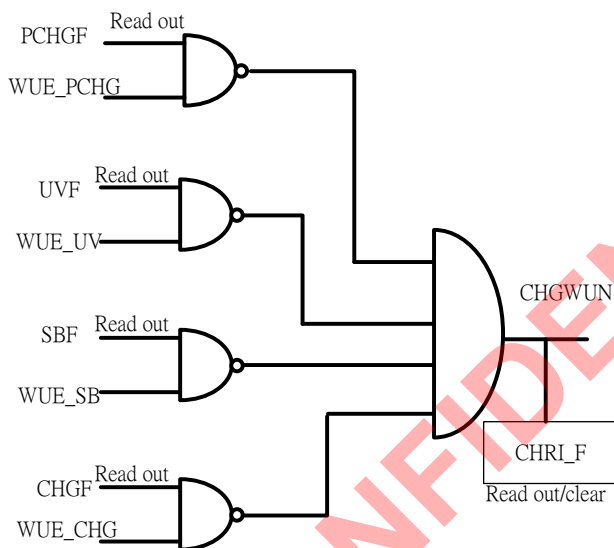 Read out
PCHGF
WUE_PCHG
Read out
UVF
WUE_UV
Read out
SBF
WUE_SB
Read out
CHGF
WUE_CHG
CHGWUN
CHRI_F
Read out/clear
NFIDEN